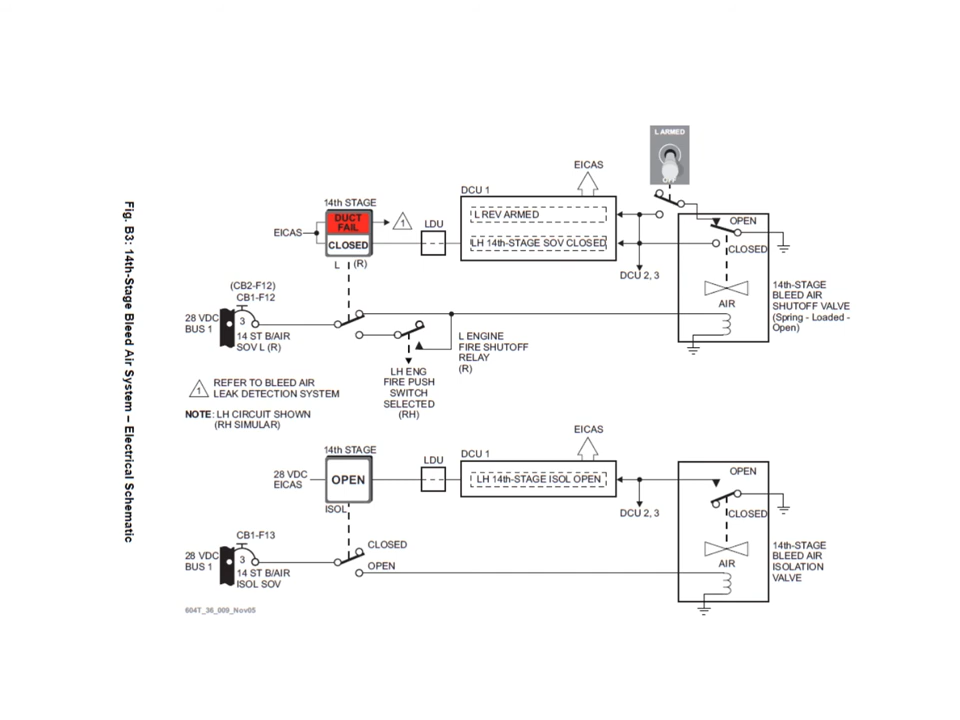 Fig. B3: 14th-Stage Bleed Air System – Electrical Schematic
L ARMED
EICAS
DCU 1
14th STAGE
DUCT
FAIL
CLOSED
EICAS
1
LDU
L REV ARMED
LH 14th-STAGE SOV CLOSED
OPEN
CLOSED
L (R)
DCU 2, 3
AIR
14th-STAGE
BLEED AIR
SHUTOFF VALVE
(Spring - Loaded -
Open)
(CB2-F12)
CB1-F12
28 VDC
BUS 1
3
14 ST B/AIR
SOV L (R)
L ENGINE
FIRE SHUTOFF
RELAY
(R)
LH ENG
FIRE PUSH
SWITCH
SELECTED
(RH)
1
REFER TO BLEED AIR
LEAK DETECTION SYSTEM
NOTE: LH CIRCUIT SHOWN
(RH SIMULAR)
EICAS
14th STAGE
LDU
DCU 1
28 VDC
EICAS
OPEN
LH 14th-STAGE ISOL OPEN
OPEN
CLOSED
ISOL
DCU 2, 3
CB1-F13
28 VDC
BUS 1
3
14 ST B/AIR
ISOL SOV
CLOSED
OPEN
AIR
14th-STAGE
BLEED AIR
ISOLATION
VALVE
604T_36_009_Nov05